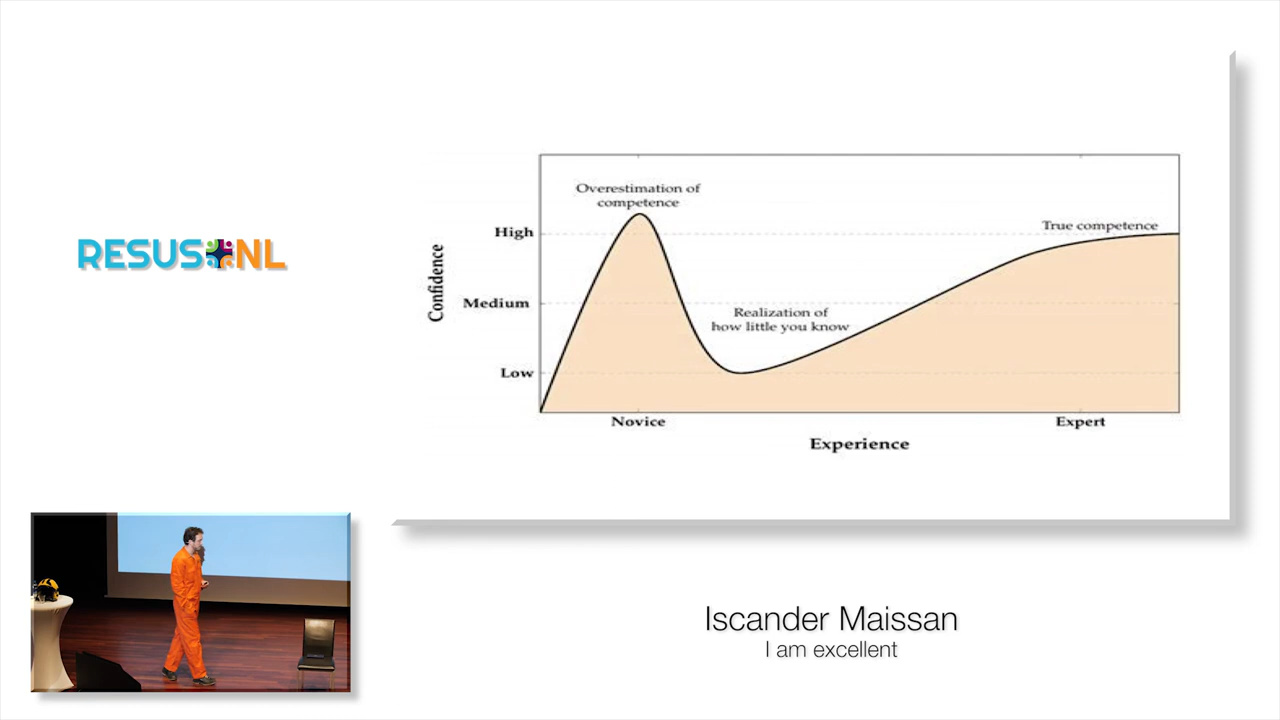 RESUS NL
Overestimation of
competence
True competence
High
Medium
Low
Confidence
Realization of
how little you know
Novice
Expert
Experience
Iscander Maissan
I am excellent